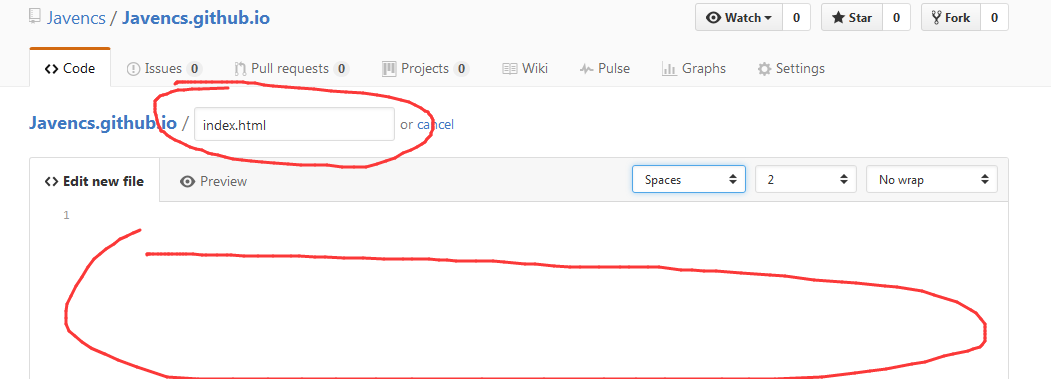 Javencs / Javencs.github.io
Watch 0 Star 0 Fork 0
Code Issues 0 Pull requests 0 Projects 0 Wiki Pulse Graphs Settings
Javencs.github.io / index.html or cancel
Edit new file Preview Spaces 2 No wrap
1